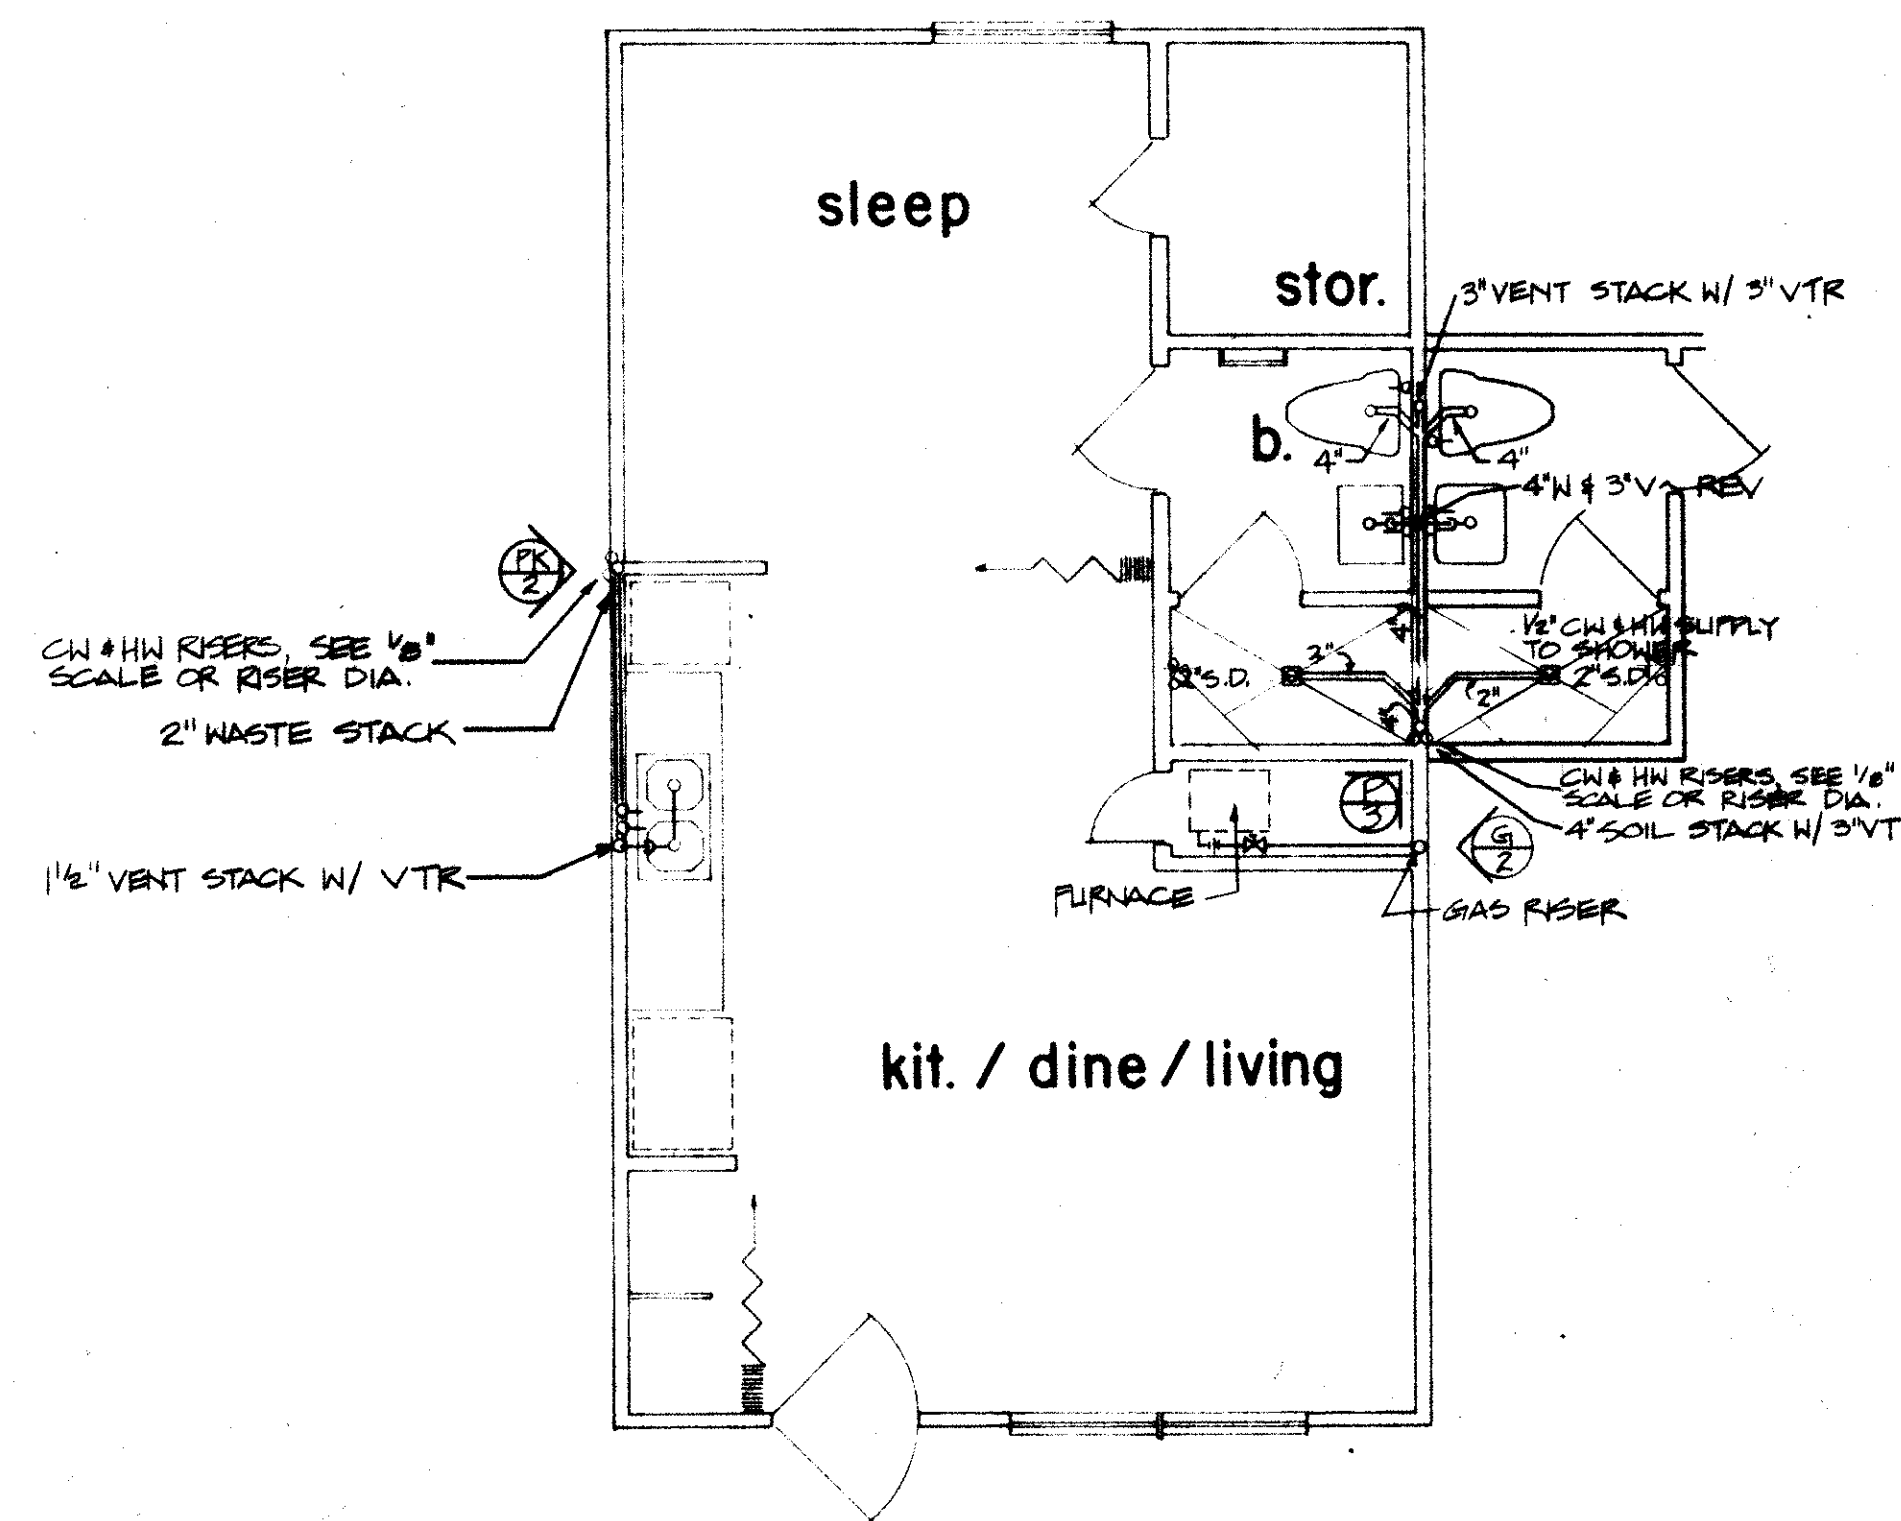 sleep
stor.
3" VENT STACK W/ 3" VTR
b.
4"
4"
4" W & 3" V ~ REV
PK
2
CW & HW RISERS, SEE 1/8"
SCALE OR RISER DIA.
2" WASTE STACK
4"
1/2" CW & HW SUPPLY
TO SHOWER
2" S.D.
3"
2" S.D.
2"
4"
CW & HW RISERS, SEE 1/8"
SCALE OR RISER DIA.
4" SOIL STACK W/ 3" VT
P
3
G
2
1 1/2" VENT STACK W/ VTR
FURNACE
GAS RISER
kit. / dine / living